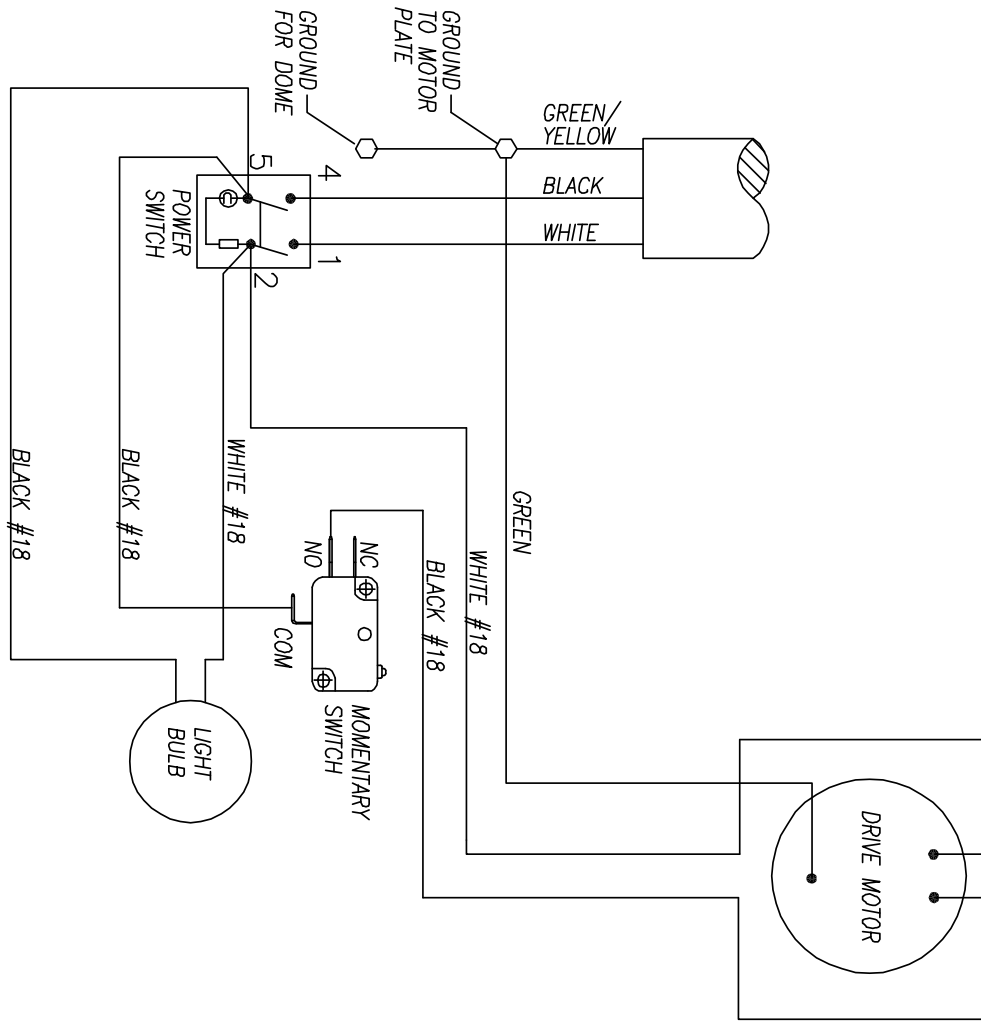 GROUND
FOR DOME
GROUND
TO MOTOR
PLATE
GREEN/
YELLOW
BLACK
WHITE
5
4
1
2
POWER
SWITCH
GREEN
WHITE #18
BLACK #18
WHITE #18
BLACK #18
BLACK #18
NO
NC
COM
MOMENTARY
SWITCH
LIGHT
BULB
DRIVE MOTOR